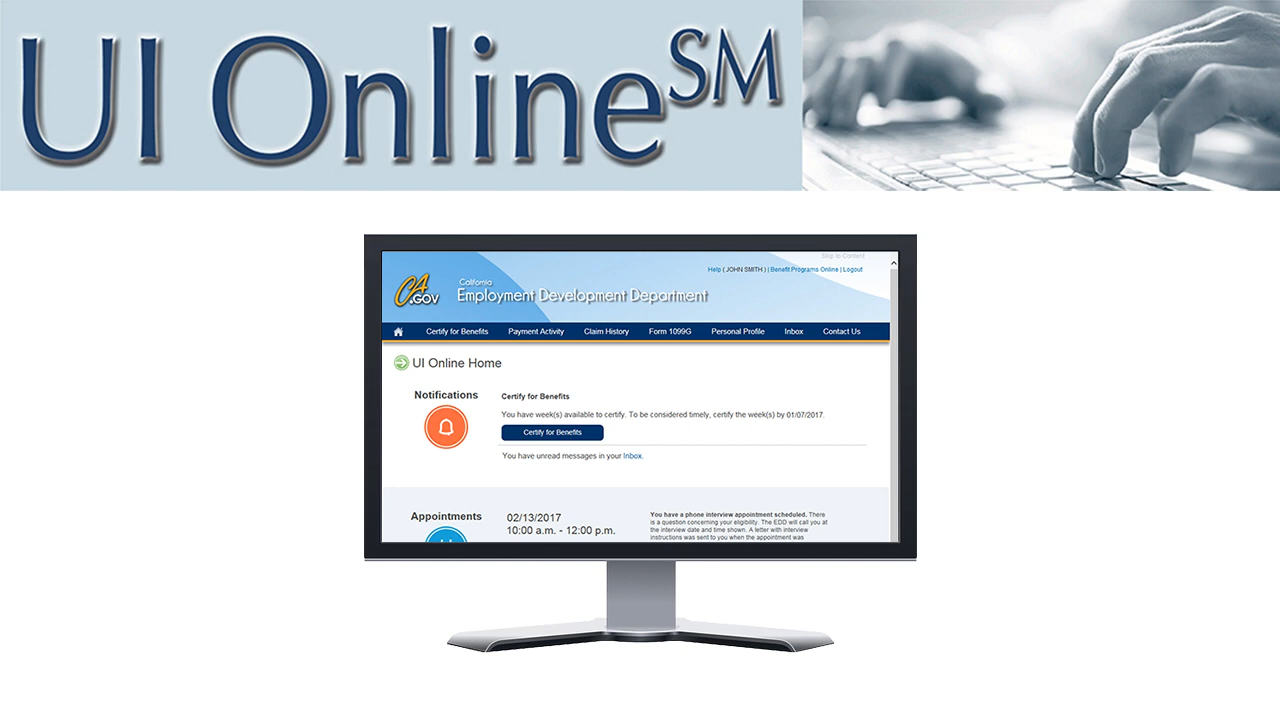 UI Online SM
Skip to Content
Help ( JOHN SMITH ) | Benefit Programs Online | Logout
CA
.GOV
California
Employment Development Department
Certify for Benefits Payment Activity Claim History Form 1099G Personal Profile Inbox Contact Us
UI Online Home
Notifications
Certify for Benefits
You have week(s) available to certify. To be considered timely, certify the week(s) by 01/07/2017.
Certify for Benefits
You have unread messages in your Inbox.
Appointments
02/13/2017
10:00 a.m. - 12:00 p.m.
You have a phone interview appointment scheduled. There
is a question concerning your eligibility. The EDD will call you at
the interview date and time shown. A letter with interview
instructions was sent to you when the appointment was